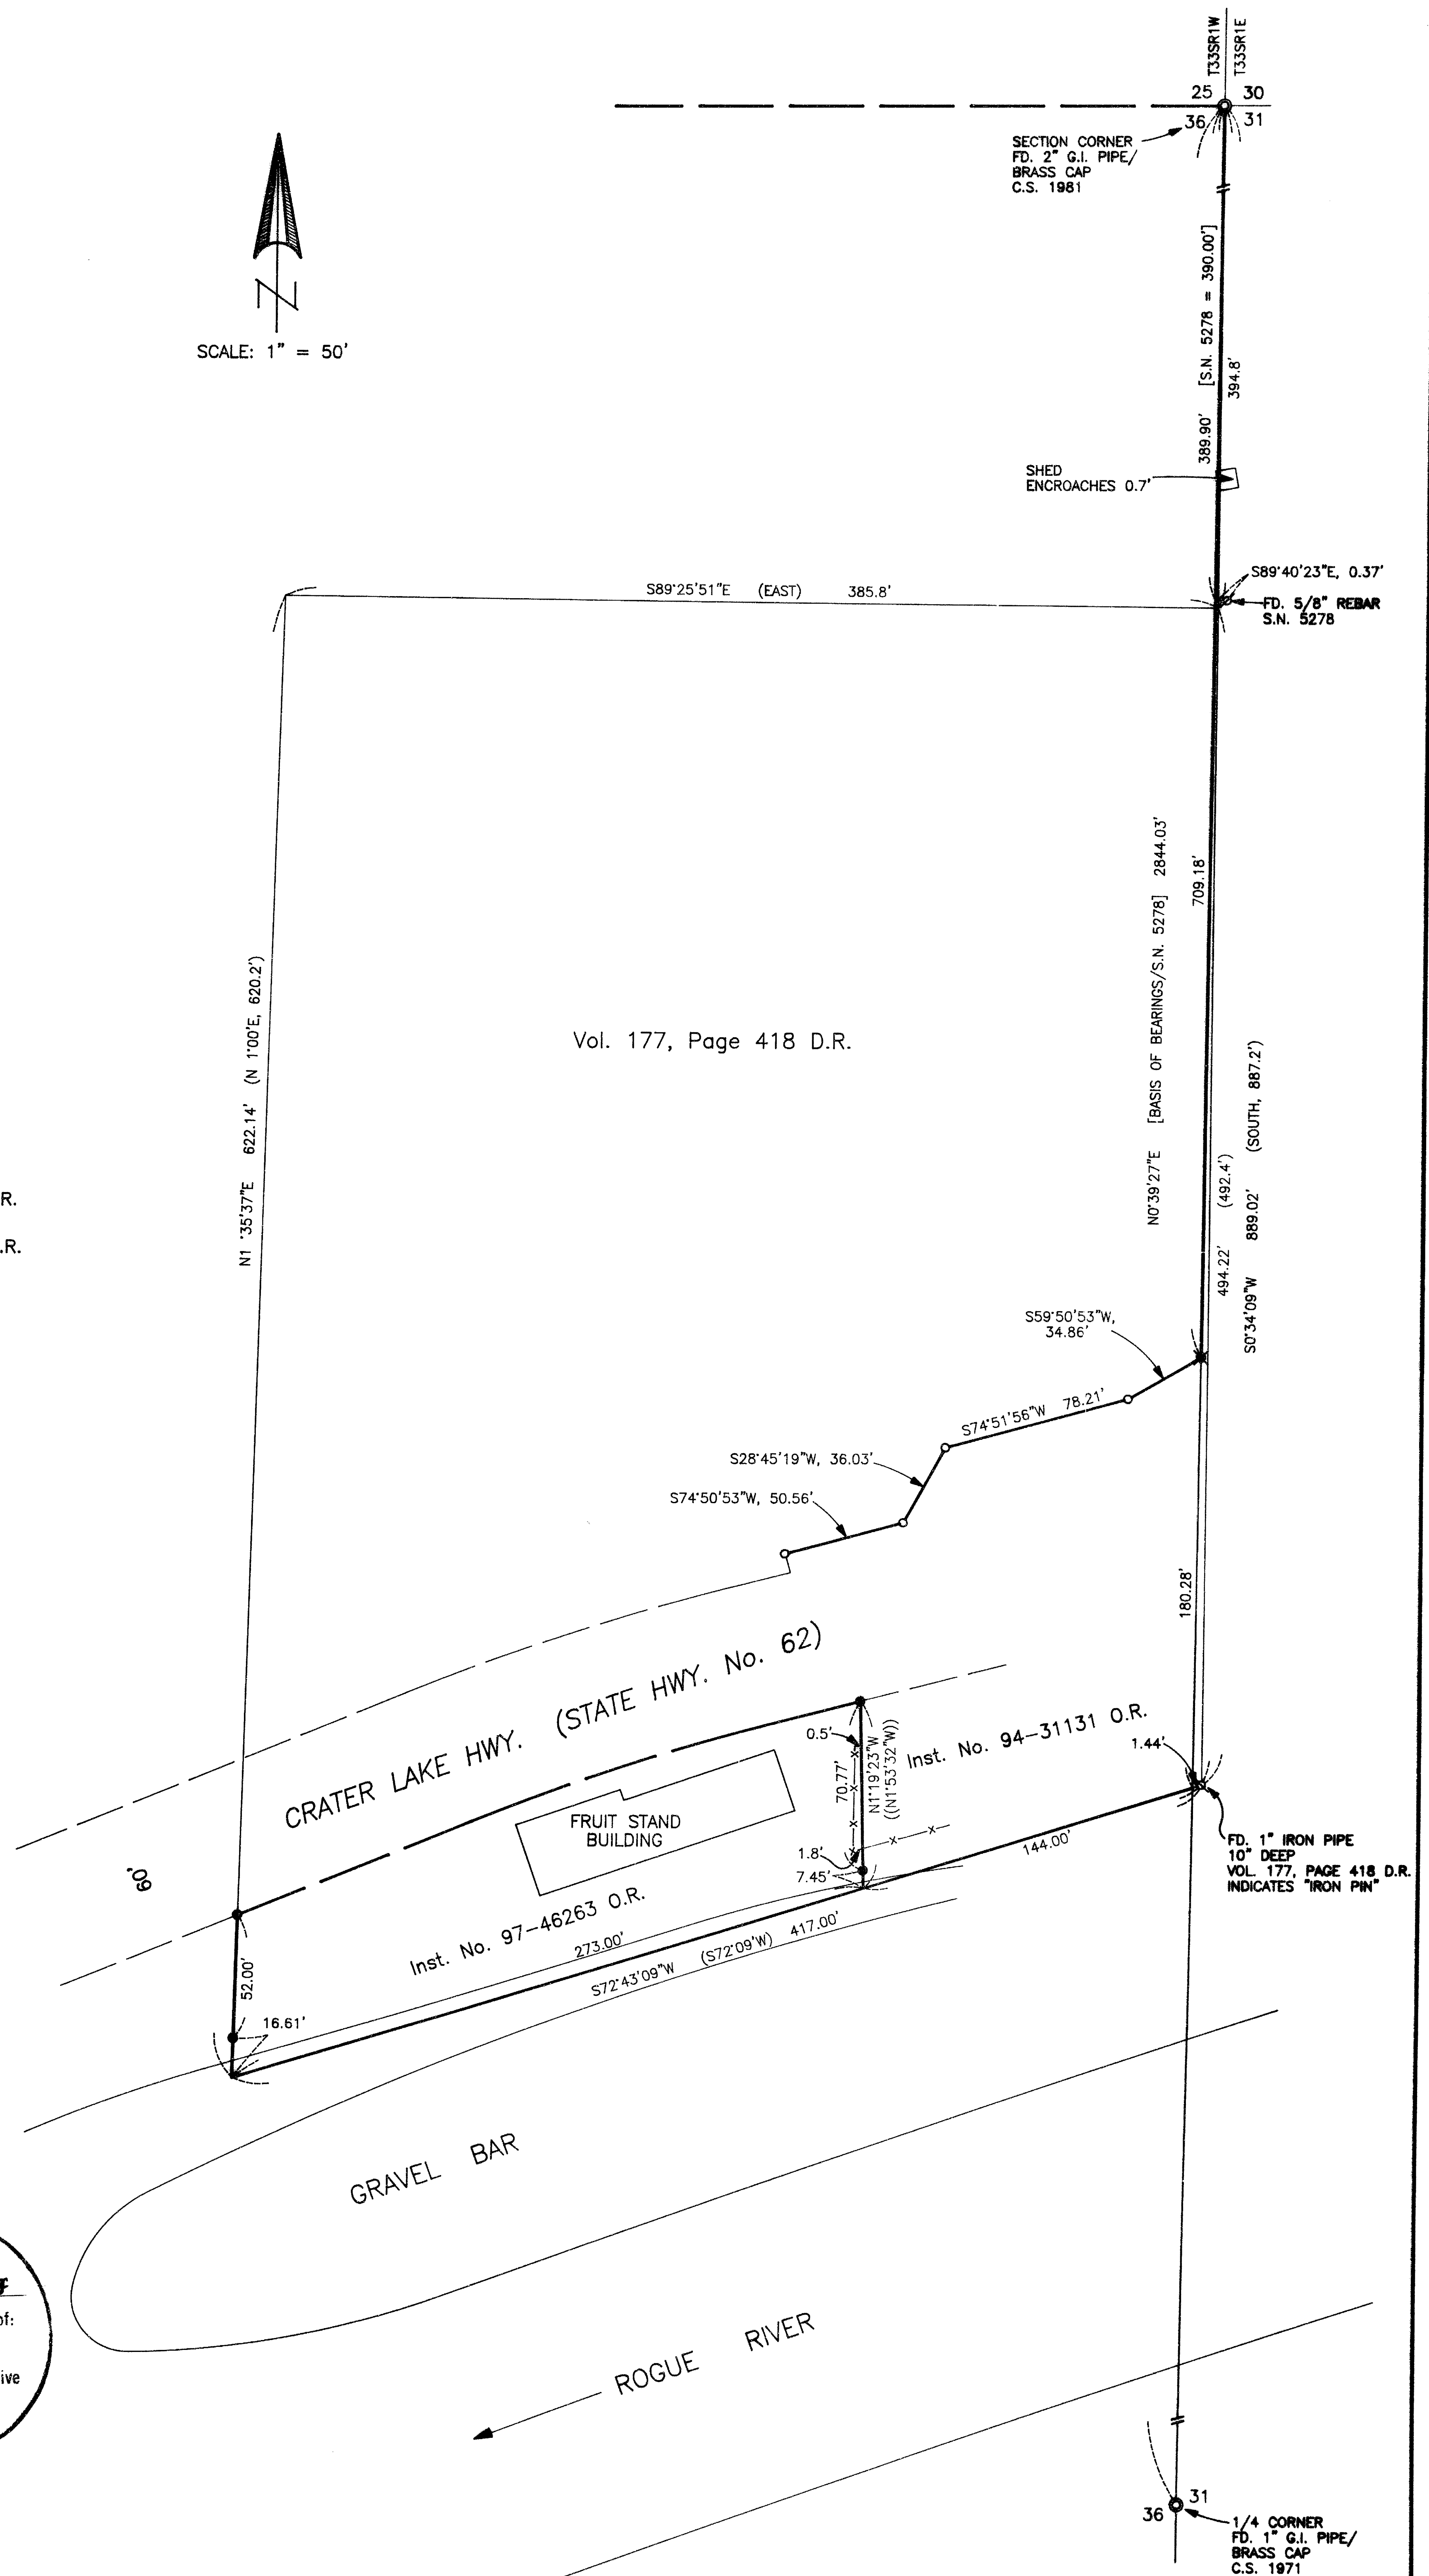 T33SR1W
T33SR1E
25 30
36 31
SECTION CORNER
FD. 2" G.I. PIPE/
BRASS CAP
C.S. 1981
N
SCALE: 1" = 50'
[S.N. 5278 = 390.00']
389.90'
394.8'
SHED
ENCROACHES 0.7'
S89°40'23"E, 0.37'
FD. 5/8" REBAR
S.N. 5278
S89°25'51"E (EAST) 385.8'
N0°39'27"E [BASIS OF BEARINGS/S.N. 5278] 2844.03'
709.18'
N1°35'37"E 622.14' (N 1°00'E, 620.2')
Vol. 177, Page 418 D.R.
494.22' (492.4')
S0°34'09"W 889.02' (SOUTH, 887.2')
R.
.R.
S59°50'53"W,
34.86'
S74°51'56"W 78.21'
S28°45'19"W, 36.03'
S74°50'53"W, 50.56'
180.28'
CRATER LAKE HWY. (STATE HWY. No. 62)
60'
0.5'
70.77'
N1°19'23"W
((N1°53'32"W))
Inst. No. 94-31131 O.R.
1.44'
FRUIT STAND
BUILDING
1.8'
7.45'
144.00'
FD. 1" IRON PIPE
10" DEEP
VOL. 177, PAGE 418 D.R.
INDICATES "IRON PIN"
Inst. No. 97-46263 O.R.
273.00'
S72°43'09"W (S72°09'W) 417.00'
52.00'
16.61'
GRAVEL BAR
of:
ive
ROGUE RIVER
31
36
1/4 CORNER
FD. 1" G.I. PIPE/
BRASS CAP
C.S. 1971